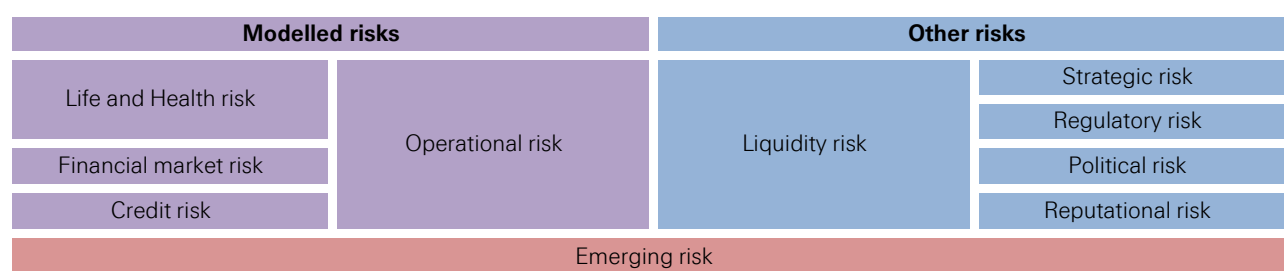 Modelled risks
Other risks
Life and Health risk
Financial market risk
Credit risk
Operational risk
Liquidity risk
Strategic risk
Regulatory risk
Political risk
Reputational risk
Emerging risk